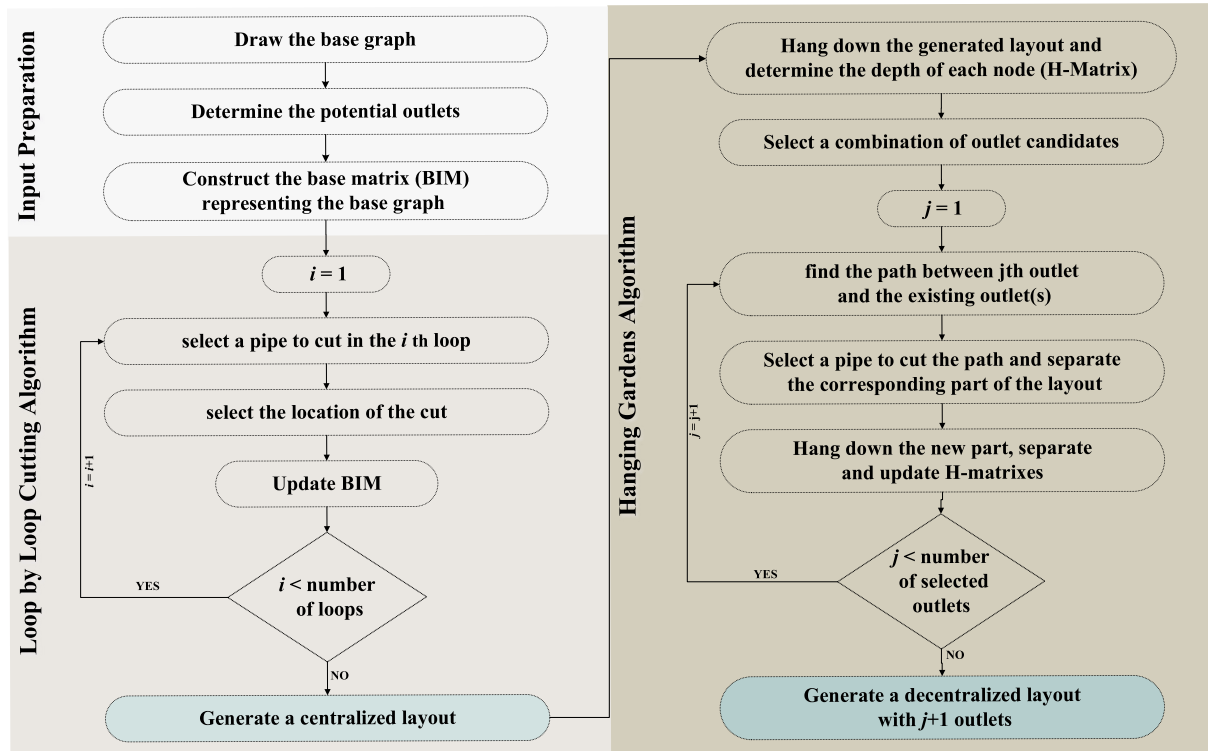 Input Preparation
Draw the base graph
Determine the potential outlets
Construct the base matrix (BIM)
representing the base graph
Loop by Loop Cutting Algorithm
i = 1
select a pipe to cut in the i th loop
select the location of the cut
Update BIM
i < number
of loops
YES
i = i+1
NO
Generate a centralized layout
Hanging Gardens Algorithm
Hang down the generated layout and
determine the depth of each node (H-Matrix)
Select a combination of outlet candidates
j = 1
find the path between jth outlet
and the existing outlet(s)
Select a pipe to cut the path and separate
the corresponding part of the layout
Hang down the new part, separate
and update H-matrixes
j < number
of selected
outlets
YES
j = j+1
NO
Generate a decentralized layout
with j+1 outlets